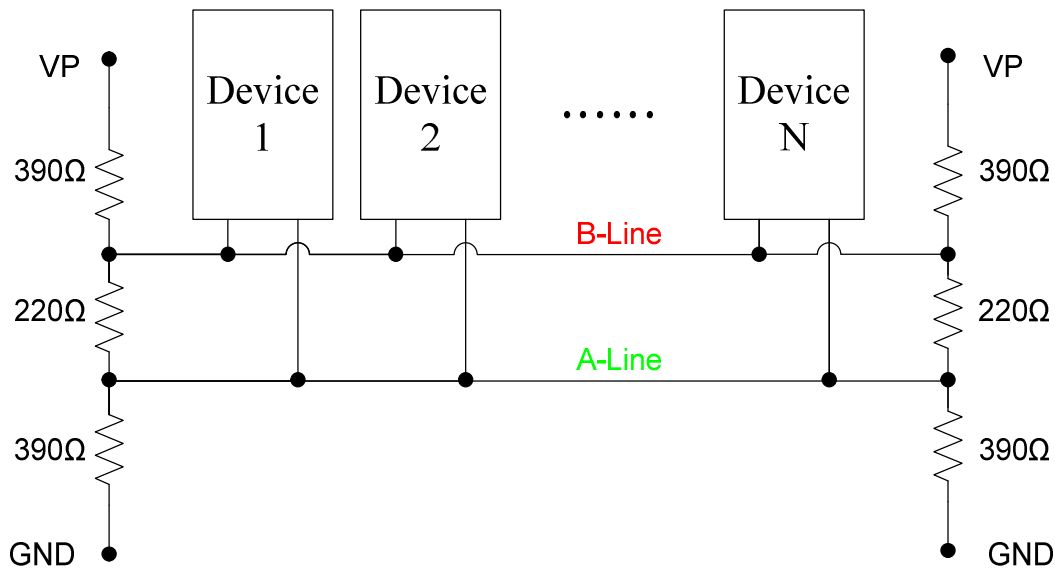 VP
Device
1
Device
2
......
Device
N
VP
390Ω
390Ω
B-Line
220Ω
220Ω
A-Line
390Ω
390Ω
GND
GND